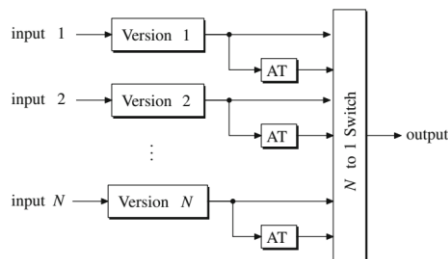 input 1 Version 1
AT
input 2 Version 2
AT
⋮
input N Version N
AT
N to 1 Switch
output